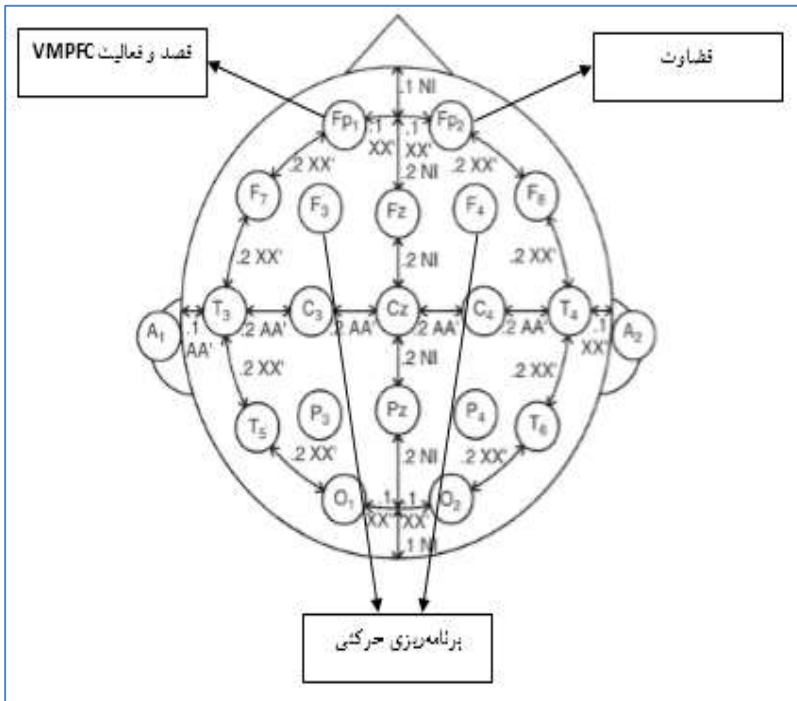 قصد و فعالیت VMPFC
قضاوت
.1 NI
Fp1 .1 XX' .1 XX' Fp2
.2 XX' .2 NI .2 XX'
F7 F3 Fz F4 F8
.2 XX' .2 NI .2 XX'
A1 .1 AA' T3 .2 AA' C3 .2 AA' Cz .2 AA' C4 .2 AA' T4 .1 XX' A2
.2 XX' .2 NI .2 XX'
T5 P3 Pz P4 T6
.2 XX' .2 NI .2 XX'
O1 .1 XX' .1 XX' O2
.1 NI
برنامه‌ریزی حرکتی